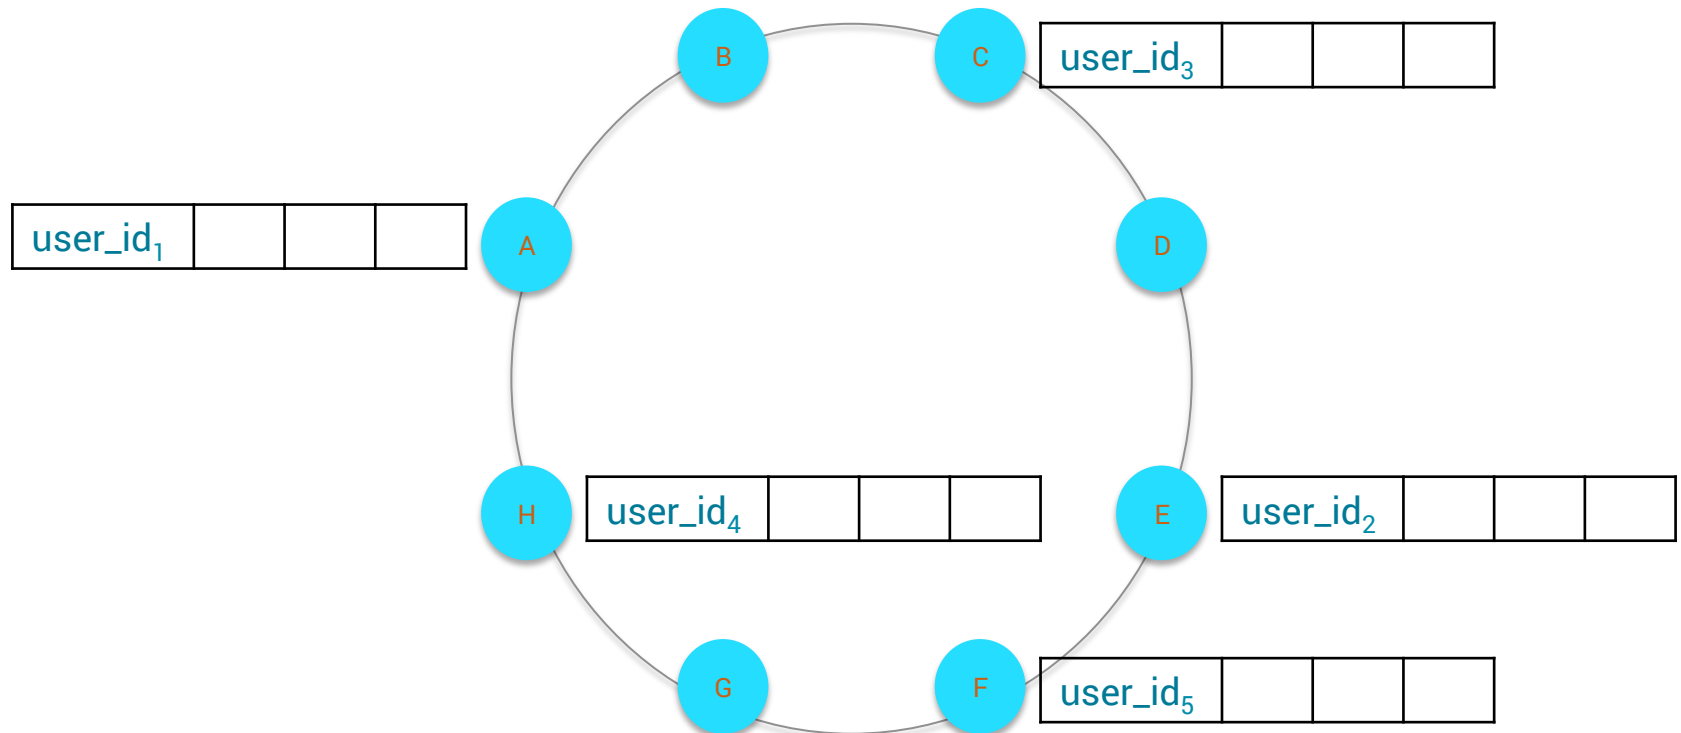 B
C
user_id₃
user_id₁
A
D
H
user_id₄
E
user_id₂
G
F
user_id₅